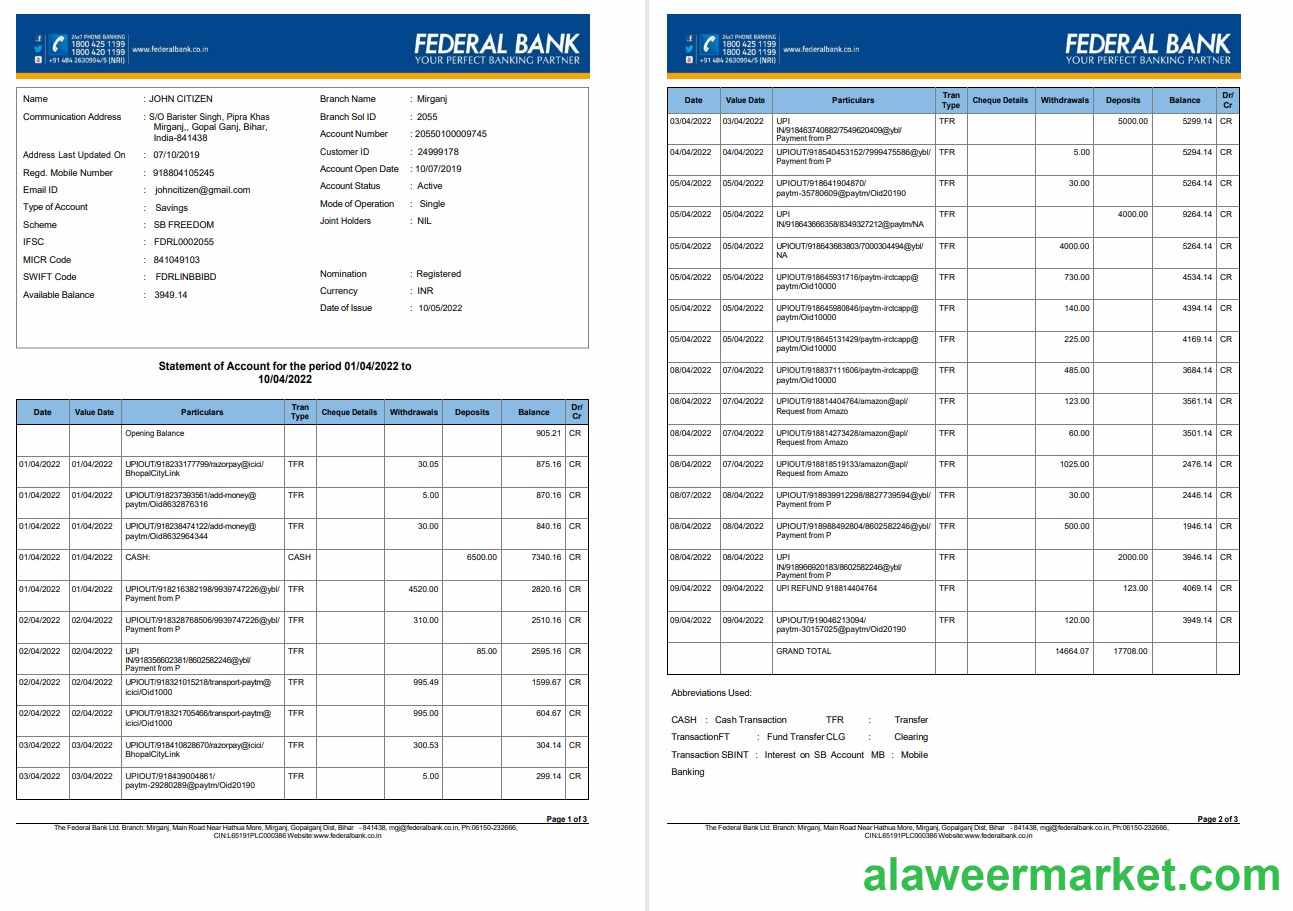 24x7 PHONE BANKING
1800 425 1199
1800 420 1199
+91 484 2630994/5 (NRI)
www.federalbank.co.in
FEDERAL BANK
YOUR PERFECT BANKING PARTNER
Name : JOHN CITIZEN
Communication Address : S/O Barister Singh, Pipra Khas
Mirganj,, Gopal Ganj, Bihar,
India-841438
Address Last Updated On : 07/10/2019
Regd. Mobile Number : 918804105245
Email ID : johncitizen@gmail.com
Type of Account : Savings
Scheme : SB FREEDOM
IFSC : FDRL0002055
MICR Code : 841049103
SWIFT Code : FDRLINBBIBD
Available Balance : 3949.14
Branch Name : Mirganj
Branch Sol ID : 2055
Account Number : 20550100009745
Customer ID : 24999178
Account Open Date : 10/07/2019
Account Status : Active
Mode of Operation : Single
Joint Holders : NIL
Nomination : Registered
Currency : INR
Date of Issue : 10/05/2022
Statement of Account for the period 01/04/2022 to
10/04/2022
Date Value Date Particulars Tran Type Cheque Details Withdrawals Deposits Balance Dr/ Cr
Opening Balance 905.21 CR
01/04/2022 01/04/2022 UPIOUT/918233177799/razorpay@icici/ TFR 30.05 875.16 CR
BhopalCityLink
01/04/2022 01/04/2022 UPIOUT/918237393561/add-money@ TFR 5.00 870.16 CR
paytm/Oid8632876316
01/04/2022 01/04/2022 UPIOUT/918238474122/add-money@ TFR 30.00 840.16 CR
paytm/Oid8632964344
01/04/2022 01/04/2022 CASH: CASH 6500.00 7340.16 CR
01/04/2022 01/04/2022 UPIOUT/918216382198/9939747226@ybl/ TFR 4520.00 2820.16 CR
Payment from P
02/04/2022 02/04/2022 UPIOUT/918328768506/9939747226@ybl/ TFR 310.00 2510.16 CR
Payment from P
02/04/2022 02/04/2022 UPI TFR 85.00 2595.16 CR
IN/918356602381/8602582246@ybl/
Payment from P
02/04/2022 02/04/2022 UPIOUT/918321015218/transport-paytm@ TFR 995.49 1599.67 CR
icici/Oid1000
02/04/2022 02/04/2022 UPIOUT/918321705466/transport-paytm@ TFR 995.00 604.67 CR
icici/Oid1000
03/04/2022 03/04/2022 UPIOUT/918410828670/razorpay@icici/ TFR 300.53 304.14 CR
BhopalCityLink
03/04/2022 03/04/2022 UPIOUT/918439004861/ TFR 5.00 299.14 CR
paytm-29280289@paytm/Oid20190
Page 1 of 3
The Federal Bank Ltd. Branch: Mirganj, Main Road Near Hathua More, Mirganj, Gopalganj Dist, Bihar - 841438, mgj@federalbank.co.in, Ph:06150-232666,
CIN:L65191PLC000386 Website:www.federalbank.co.in
24x7 PHONE BANKING
1800 425 1199
1800 420 1199
+91 484 2630994/5 (NRI)
www.federalbank.co.in
FEDERAL BANK
YOUR PERFECT BANKING PARTNER
Date Value Date Particulars Tran Type Cheque Details Withdrawals Deposits Balance Dr/ Cr
03/04/2022 03/04/2022 UPI TFR 5000.00 5299.14 CR
IN/918463740882/7549620409@ybl/
Payment from P
04/04/2022 04/04/2022 UPIOUT/918540453152/7999475586@ybl/ TFR 5.00 5294.14 CR
Payment from P
05/04/2022 05/04/2022 UPIOUT/918641904870/ TFR 30.00 5264.14 CR
paytm-35780609@paytm/Oid20190
05/04/2022 05/04/2022 UPI TFR 4000.00 9264.14 CR
IN/918643666358/8349327212@paytm/NA
05/04/2022 05/04/2022 UPIOUT/918643683803/7000304494@ybl/ TFR 4000.00 5264.14 CR
NA
05/04/2022 05/04/2022 UPIOUT/918645931716/paytm-irctcapp@ TFR 730.00 4534.14 CR
paytm/Oid10000
05/04/2022 05/04/2022 UPIOUT/918645980846/paytm-irctcapp@ TFR 140.00 4394.14 CR
paytm/Oid10000
05/04/2022 05/04/2022 UPIOUT/918645131429/paytm-irctcapp@ TFR 225.00 4169.14 CR
paytm/Oid10000
08/04/2022 07/04/2022 UPIOUT/918837111606/paytm-irctcapp@ TFR 485.00 3684.14 CR
paytm/Oid10000
08/04/2022 07/04/2022 UPIOUT/918814404764/amazon@apl/ TFR 123.00 3561.14 CR
Request from Amazo
08/04/2022 07/04/2022 UPIOUT/918814273428/amazon@apl/ TFR 60.00 3501.14 CR
Request from Amazo
08/04/2022 07/04/2022 UPIOUT/918818519133/amazon@apl/ TFR 1025.00 2476.14 CR
Request from Amazo
08/07/2022 08/04/2022 UPIOUT/918939912298/8827739594@ybl/ TFR 30.00 2446.14 CR
Payment from P
08/04/2022 08/04/2022 UPIOUT/918988492804/8602582246@ybl/ TFR 500.00 1946.14 CR
Payment from P
08/04/2022 08/04/2022 UPI TFR 2000.00 3946.14 CR
IN/918966920183/8602582246@ybl/
Payment from P
09/04/2022 09/04/2022 UPI REFUND 918814404764 TFR 123.00 4069.14 CR
09/04/2022 09/04/2022 UPIOUT/919046213094/ TFR 120.00 3949.14 CR
paytm-30157025@paytm/Oid20190
GRAND TOTAL 14664.07 17708.00
Abbreviations Used:
CASH : Cash Transaction TFR : Transfer
TransactionFT : Fund Transfer CLG : Clearing
Transaction SBINT : Interest on SB Account MB : Mobile
Banking
Page 2 of 3
The Federal Bank Ltd. Branch: Mirganj, Main Road Near Hathua More, Mirganj, Gopalganj Dist, Bihar - 841438, mgj@federalbank.co.in, Ph:06150-232666,
CIN:L65191PLC000386 Website:www.federalbank.co.in
alaweermarket.com